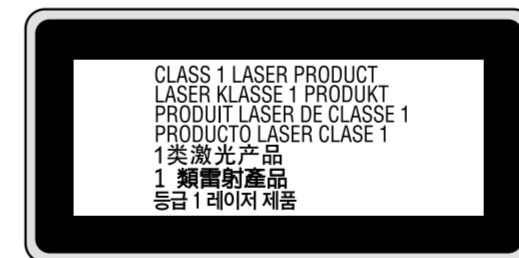 CLASS 1 LASER PRODUCT
LASER KLASSE 1 PRODUKT
PRODUIT LASER DE CLASSE 1
PRODUCTO LASER CLASE 1
1类激光产品
1 類雷射產品
등급 1 레이저 제품